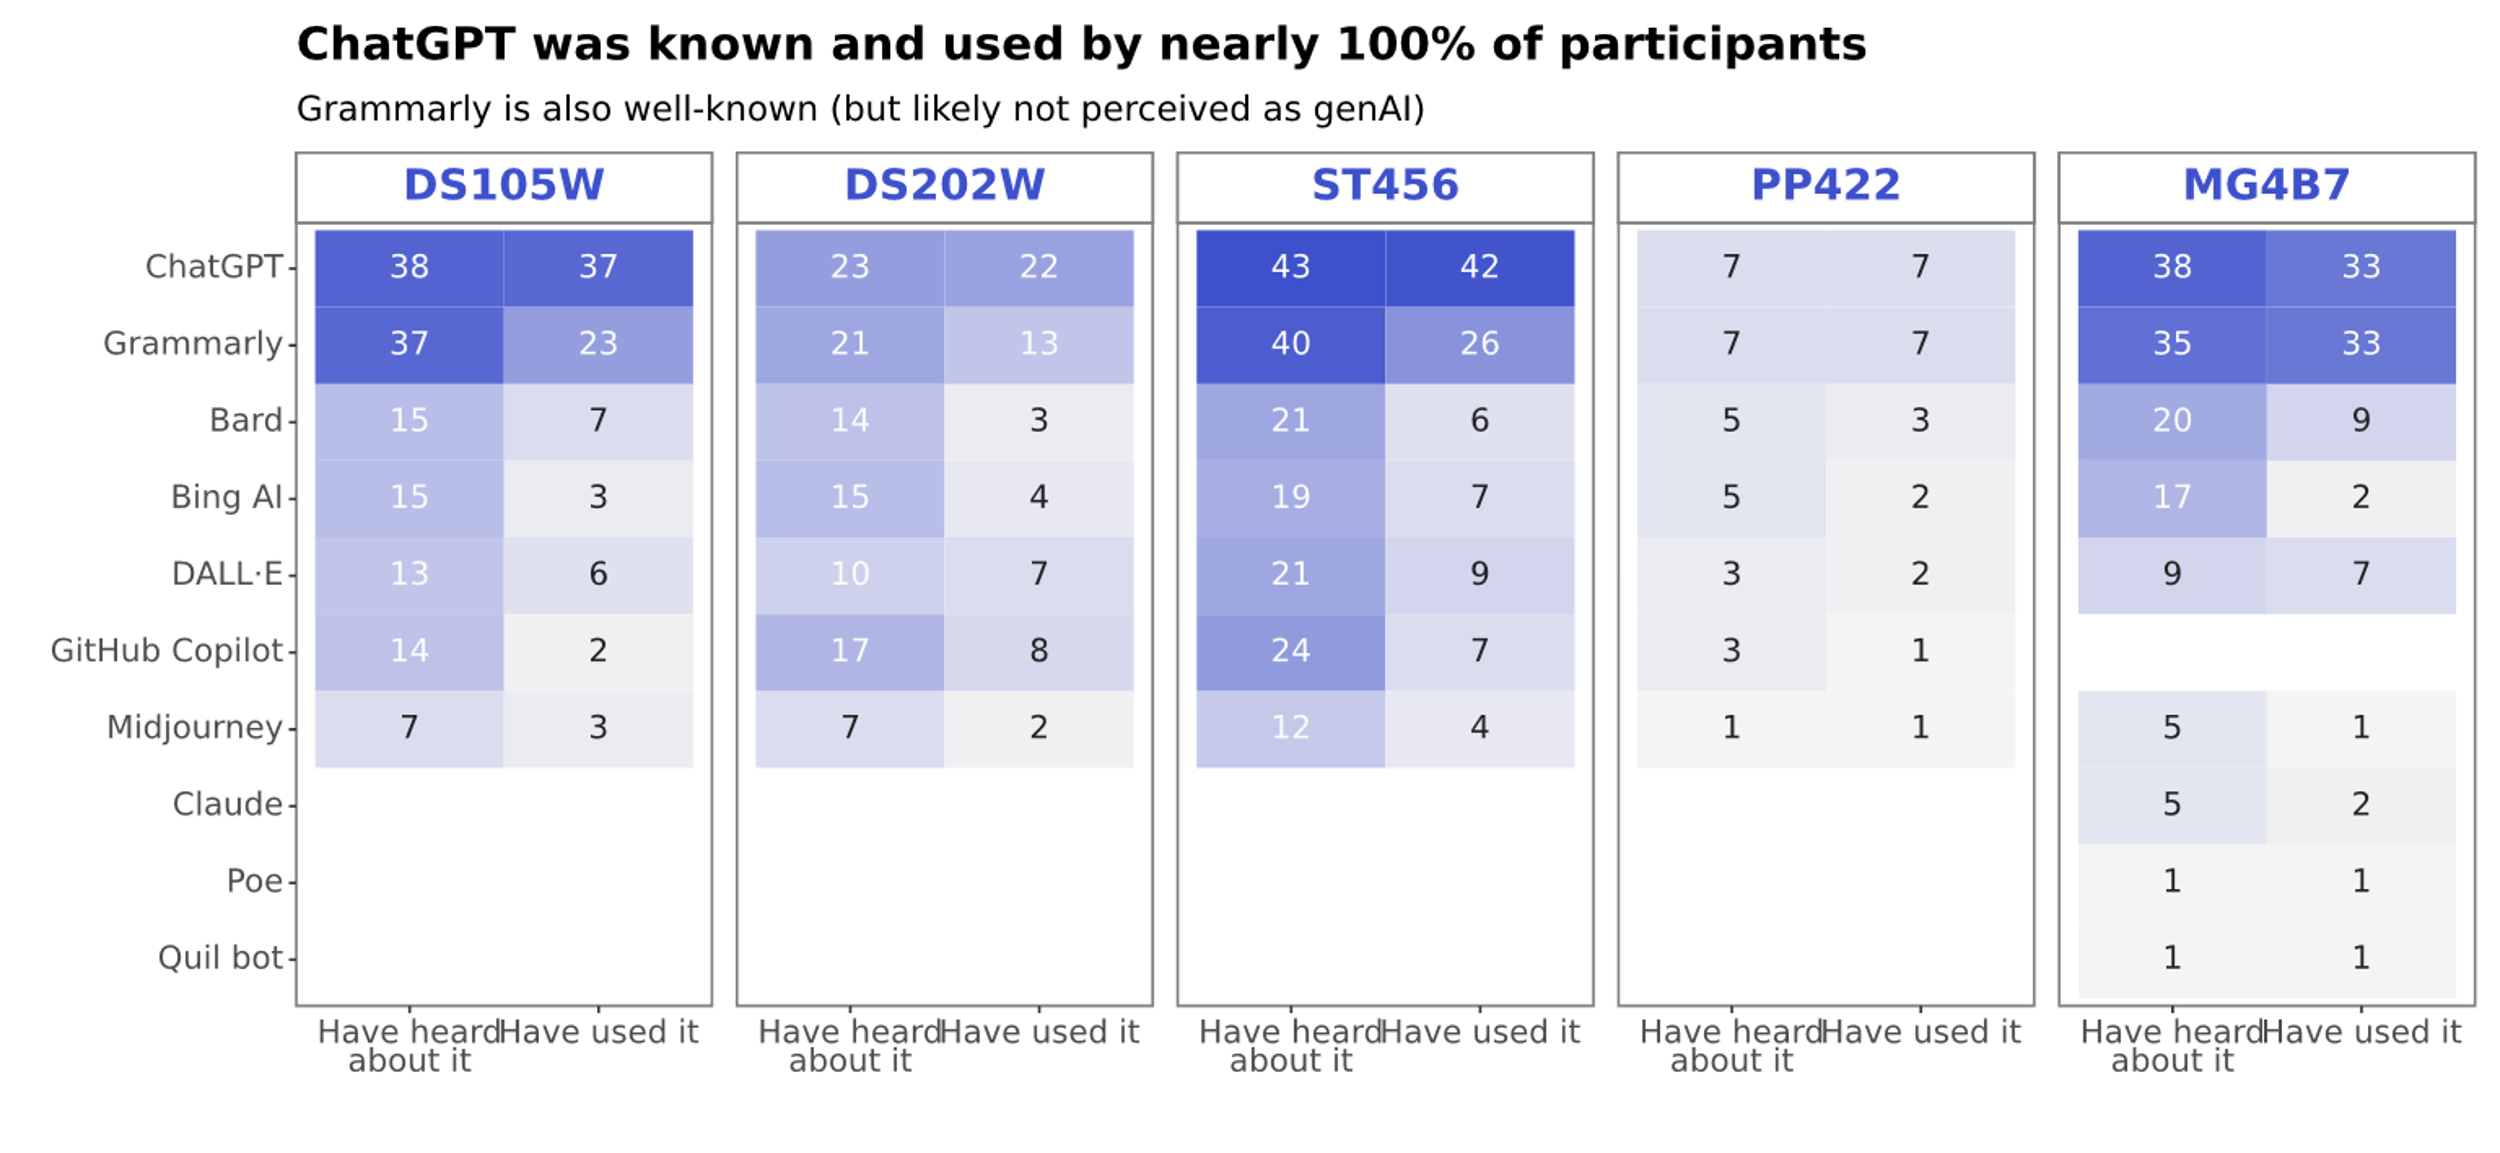 ChatGPT was known and used by nearly 100% of participants
Grammarly is also well-known (but likely not perceived as genAI)
DS105W DS202W ST456 PP422 MG4B7
ChatGPT 38 37 23 22 43 42 7 7 38 33
Grammarly 37 23 21 13 40 26 7 7 35 33
Bard 15 7 14 3 21 6 5 3 20 9
Bing AI 15 3 15 4 19 7 5 2 17 2
DALL·E 13 6 10 7 21 9 3 2 9 7
GitHub Copilot 14 2 17 8 24 7 3 1
Midjourney 7 3 7 2 12 4 1 1 5 1
Claude 5 2
Poe 1 1
Quil bot 1 1
Have heard Have used it Have heard Have used it Have heard Have used it Have heard Have used it Have heard Have used it
about it about it about it about it about it